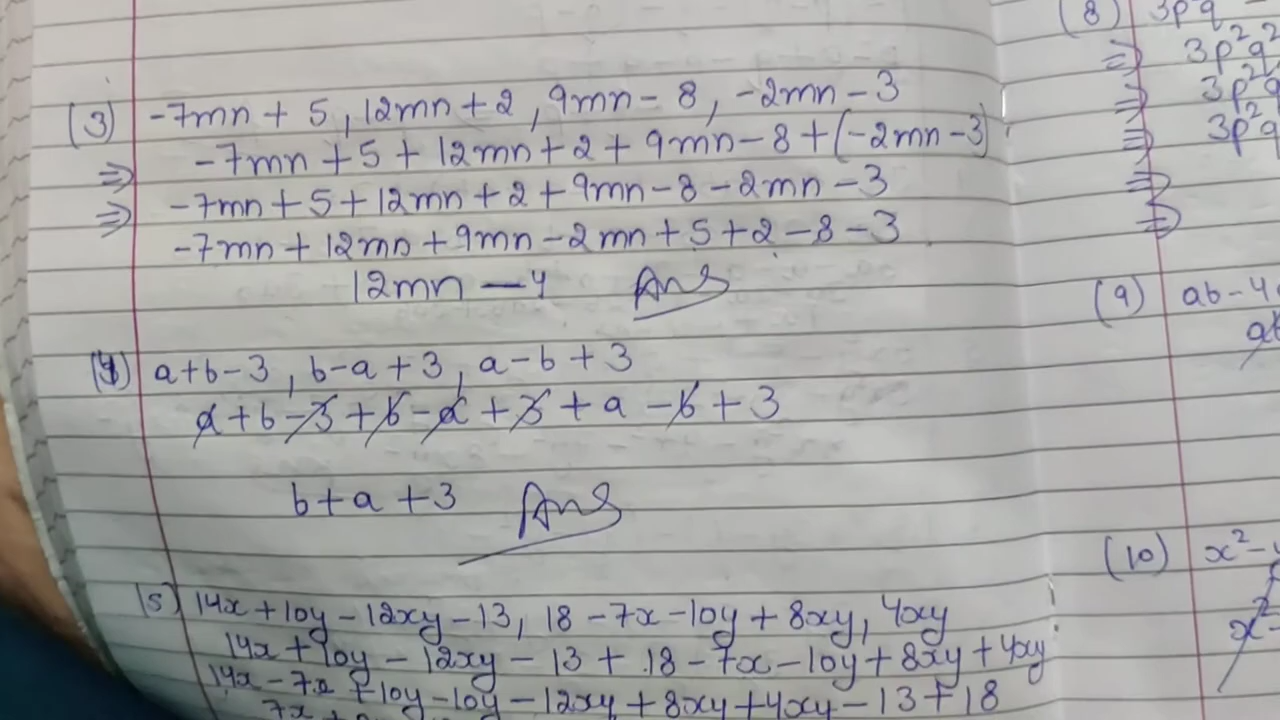 (3) -7mn + 5, 12mn + 2, 9mn - 8, -2mn - 3
-7mn + 5 + 12mn + 2 + 9mn - 8 + (-2mn - 3)
⇒ -7mn + 5 + 12mn + 2 + 9mn - 8 - 2mn - 3
⇒ -7mn + 12mn + 9mn - 2mn + 5 + 2 - 8 - 3
12mn - 4 Ans
(4) a + b - 3, b - a + 3, a - b + 3
a + b - 3 + b - a + 3 + a - b + 3
b + a + 3 Ans
(5) 14x + 10y - 12xy - 13, 18 - 7x - 10y + 8xy, 4xy
14x + 10y - 12xy - 13 + 18 - 7x - 10y + 8xy + 4xy
14x - 7x + 10y - 10y - 12xy + 8xy + 4xy - 13 + 18
7x
(8) 3p²q²
⇒ 3p²q²
⇒ 3p²q
⇒ 3p²q
⇒
⇒
(9) ab - 4
ab
(10) x² -
x² -